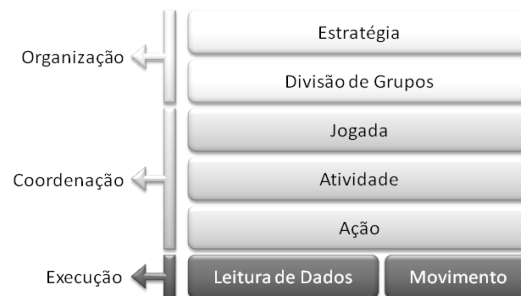 Organização
Estratégia
Divisão de Grupos
Coordenação
Jogada
Atividade
Ação
Execução
Leitura de Dados
Movimento